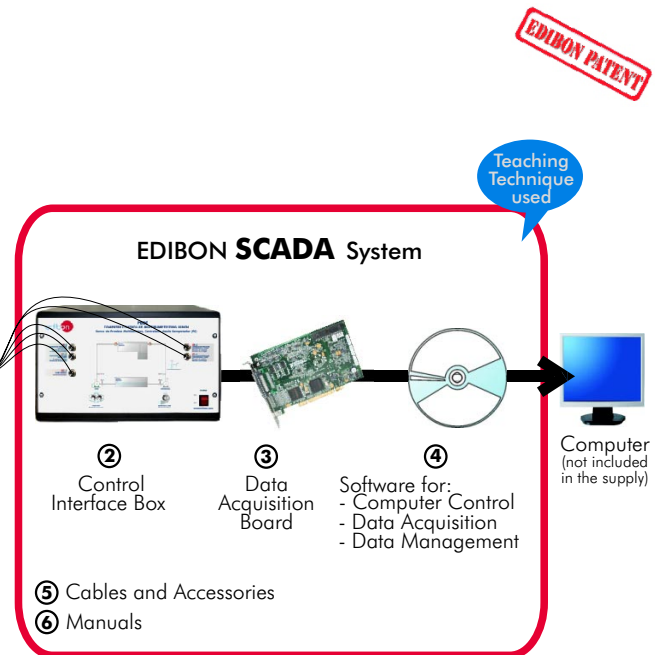 EDIBON PATENT
Teaching
Technique
used
EDIBON SCADA System
②
Control
Interface Box
③
Data
Acquisition
Board
④
Software for:
- Computer Control
- Data Acquisition
- Data Management
Computer
(not included
in the supply)
⑤ Cables and Accessories
⑥ Manuals